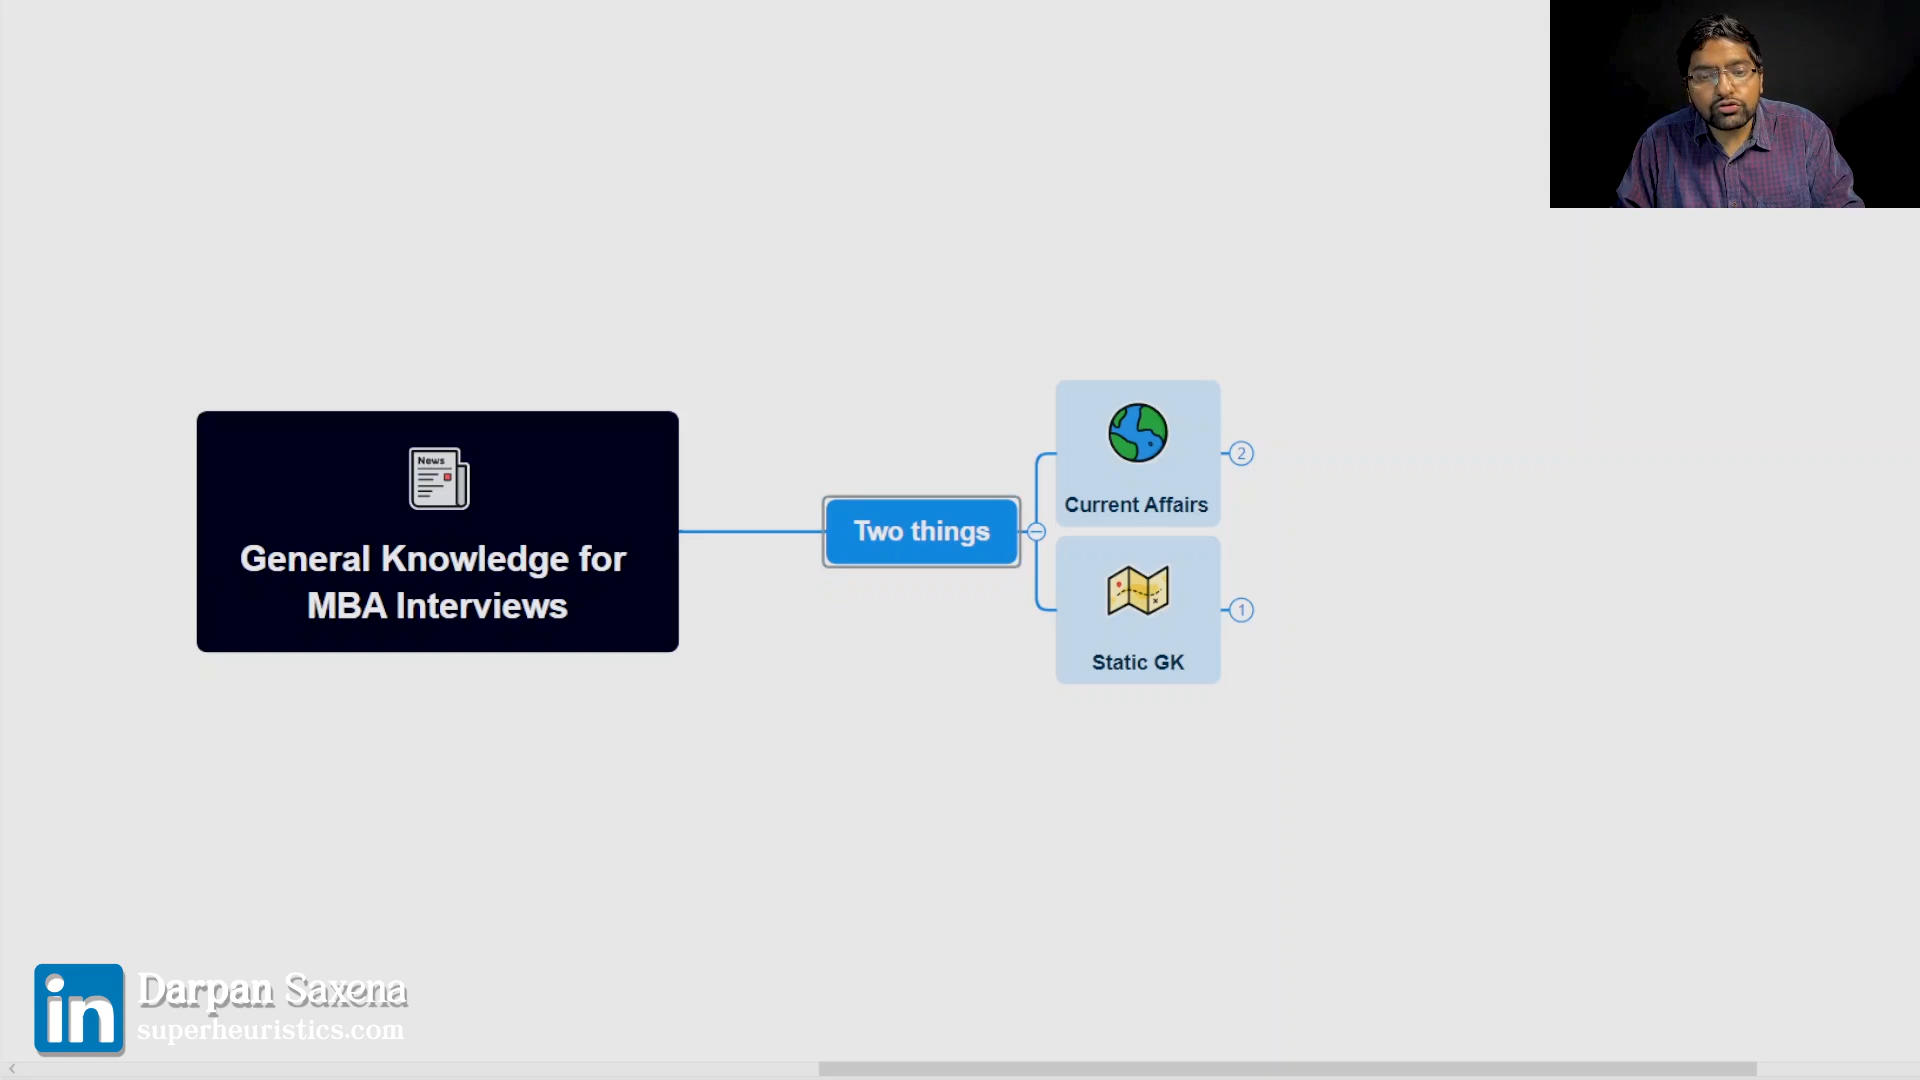 News
General Knowledge for
MBA Interviews
Two things
Current Affairs
2
Static GK
1
in
Darpan Saxena
superheuristics.com